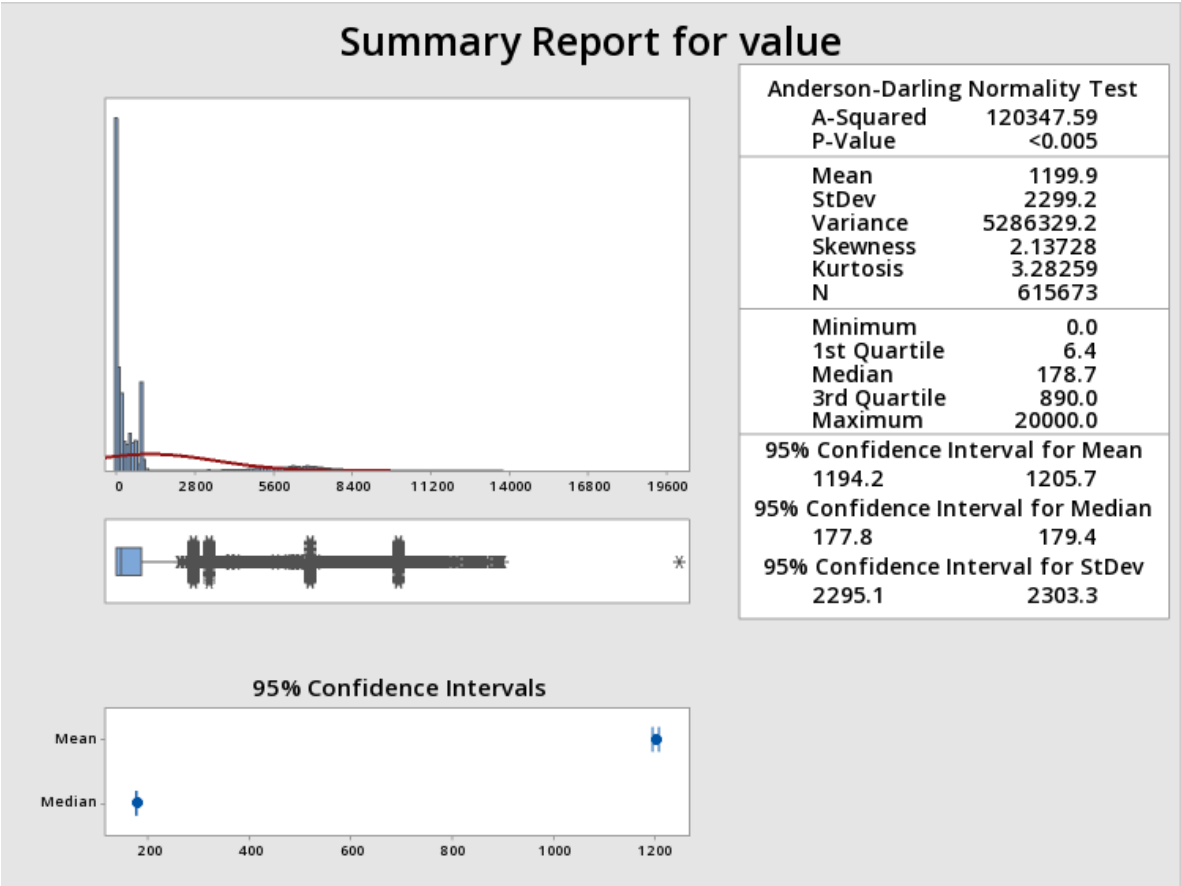 Summary Report for value
0 2800 5600 8400 11200 14000 16800 19600
Anderson-Darling Normality Test
A-Squared 120347.59
P-Value <0.005
Mean 1199.9
StDev 2299.2
Variance 5286329.2
Skewness 2.13728
Kurtosis 3.28259
N 615673
Minimum 0.0
1st Quartile 6.4
Median 178.7
3rd Quartile 890.0
Maximum 20000.0
95% Confidence Interval for Mean
1194.2 1205.7
95% Confidence Interval for Median
177.8 179.4
95% Confidence Interval for StDev
2295.1 2303.3
95% Confidence Intervals
Mean
Median
200 400 600 800 1000 1200